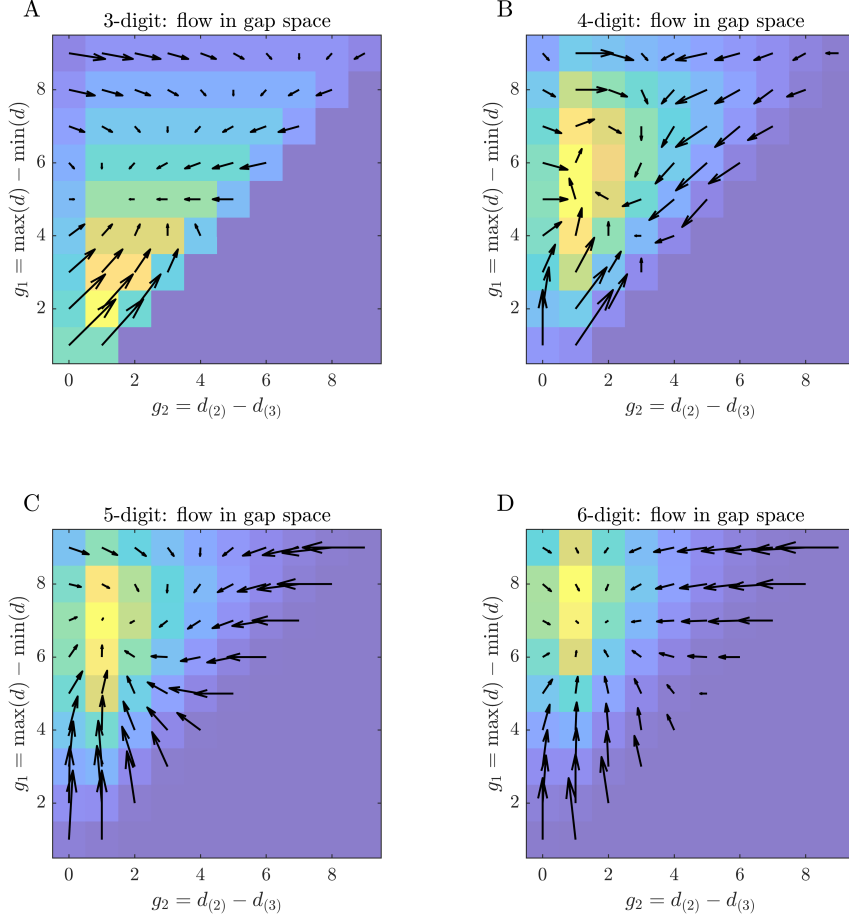 A
3-digit: flow in gap space
g₁ = max(d) − min(d)
8
6
4
2
0 2 4 6 8
g₂ = d₍₂₎ − d₍₃₎
B
4-digit: flow in gap space
g₁ = max(d) − min(d)
8
6
4
2
0 2 4 6 8
g₂ = d₍₂₎ − d₍₃₎
C
5-digit: flow in gap space
g₁ = max(d) − min(d)
8
6
4
2
0 2 4 6 8
g₂ = d₍₂₎ − d₍₃₎
D
6-digit: flow in gap space
g₁ = max(d) − min(d)
8
6
4
2
0 2 4 6 8
g₂ = d₍₂₎ − d₍₃₎